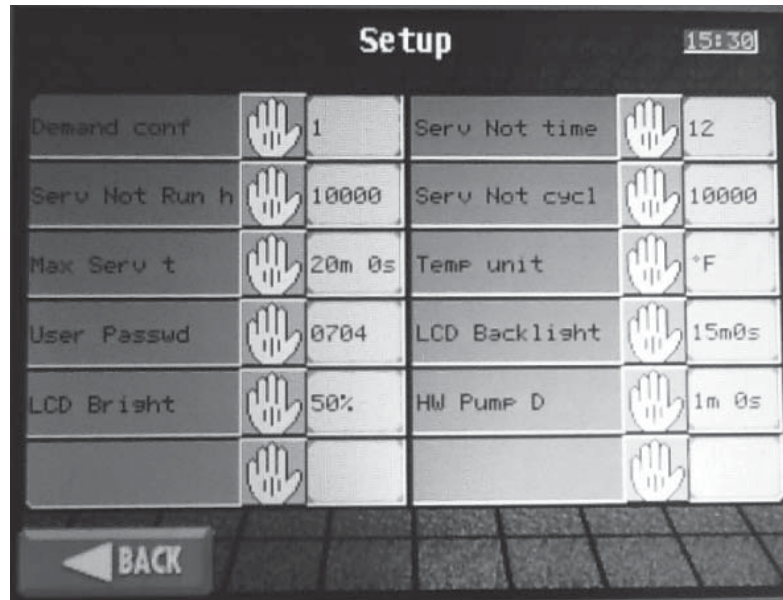 Setup
15:30
Demand conf 1 Serv Not time 12
Serv Not Run h 10000 Serv Not cycl 10000
Max Serv t 20m 0s Temp unit °F
User Passwd 0704 LCD Backlight 15m0s
LCD Bright 50% HW Pump D 1m 0s
BACK